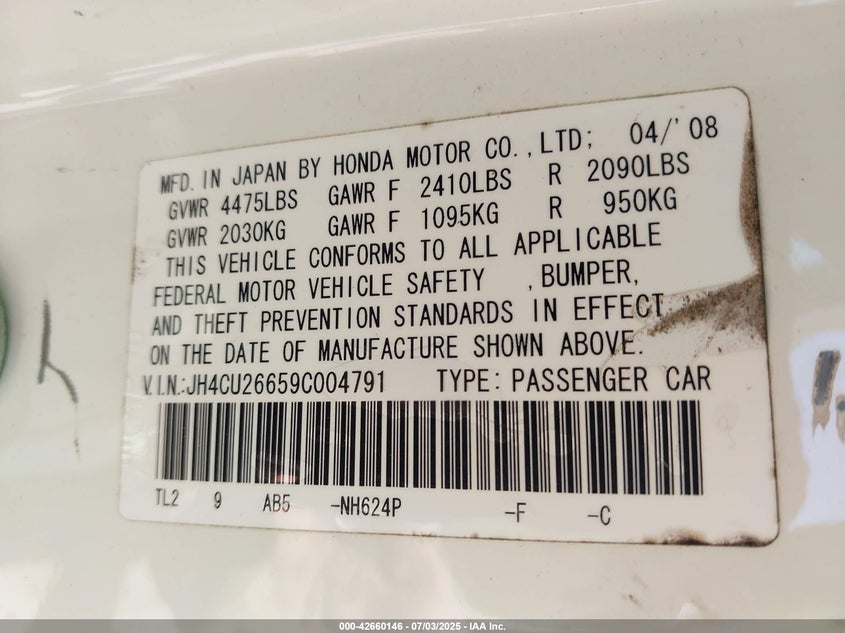 MFD. IN JAPAN BY HONDA MOTOR CO.,LTD; 04/'08
GVWR 4475LBS GAWR F 2410LBS R 2090LBS
GVWR 2030KG GAWR F 1095KG R 950KG
THIS VEHICLE CONFORMS TO ALL APPLICABLE
FEDERAL MOTOR VEHICLE SAFETY ,BUMPER,
AND THEFT PREVENTION STANDARDS IN EFFECT
ON THE DATE OF MANUFACTURE SHOWN ABOVE.
V.I.N.:JH4CU26659C004791 TYPE: PASSENGER CAR
TL2 9 AB5 -NH624P -F -C
000-42660146 - 07/03/2025 - IAA Inc.